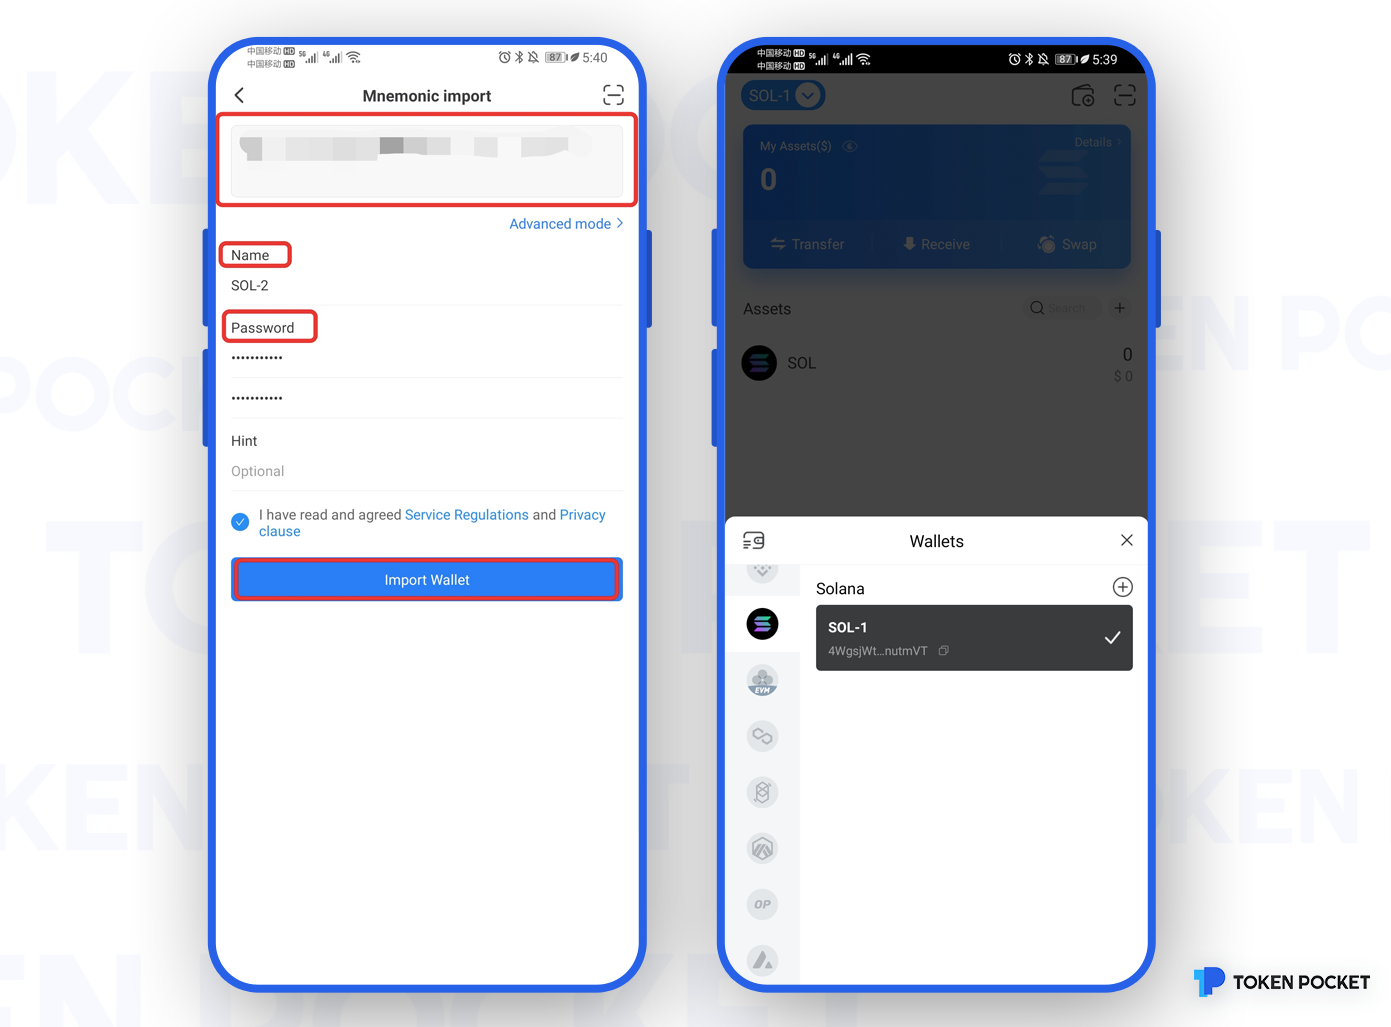 中国移动 HD 5G 4G 87 5:40
中国移动 HD
Mnemonic import
Advanced mode
Name
SOL-2
Password
•••••••••••
•••••••••••
Hint
Optional
I have read and agreed Service Regulations and Privacy
clause
Import Wallet
中国移动 HD 5G 4G 87 5:39
中国移动 HD
SOL-1
My Assets($)
Details
0
Transfer
Receive
Swap
Assets
Search
SOL
0
$ 0
Wallets
Solana
SOL-1
4WgsjWt...nutmVT
EVM
OP
TOKEN POCKET